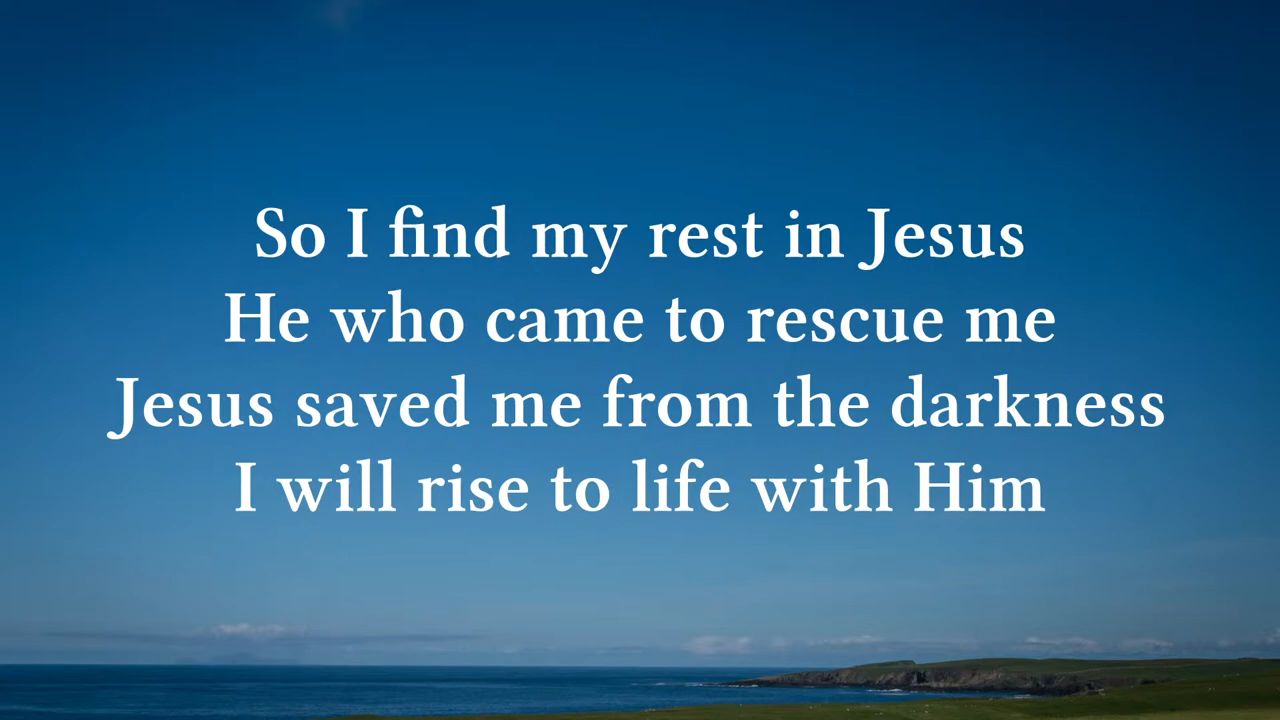 So I find my rest in Jesus
He who came to rescue me
Jesus saved me from the darkness
I will rise to life with Him